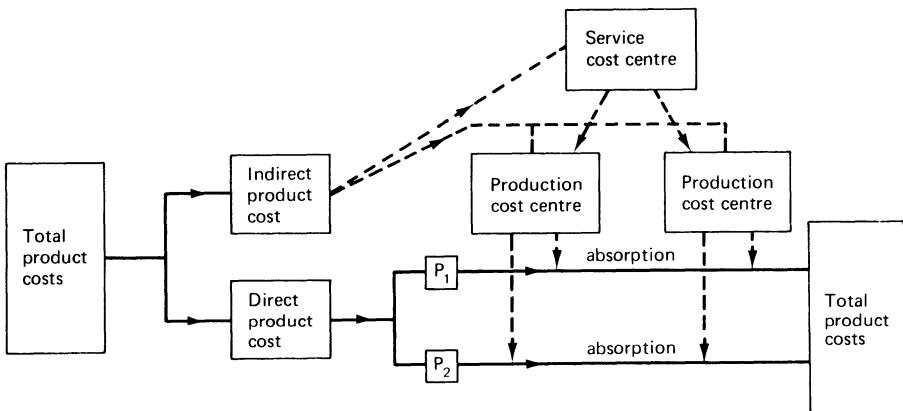 Service
cost centre
Indirect
product
cost
Production
cost centre
Production
cost centre
Total
product
costs
absorption
P₁
Direct
product
cost
Total
product
costs
absorption
P₂